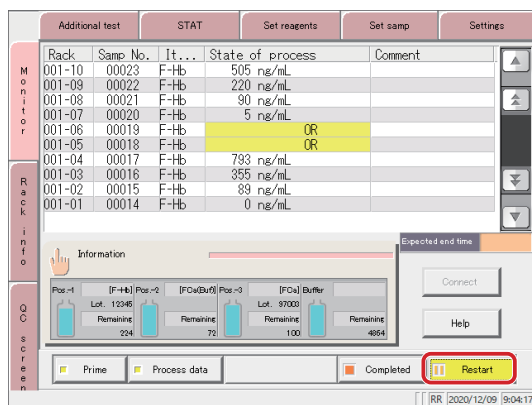 Additional test STAT Set reagents Set samp Settings
Monitor
Rack info
QC screen
Rack Samp No. It... State of process Comment
001-10 00023 F-Hb 505 ng/mL
001-09 00022 F-Hb 220 ng/mL
001-08 00021 F-Hb 90 ng/mL
001-07 00020 F-Hb 5 ng/mL
001-06 00019 F-Hb OR
001-05 00018 F-Hb OR
001-04 00017 F-Hb 793 ng/mL
001-03 00016 F-Hb 355 ng/mL
001-02 00015 F-Hb 89 ng/mL
001-01 00014 F-Hb 0 ng/mL
Expected end time
Information
Pos.-1 [F-Hb] Pos.-2 [FCa(Buf)] Pos.-3 [FCa] Buffer
Lot. 12345 Lot. 97003
Remaining Remaining Remaining Remaining
224 72 100 4864
Connect
Help
Prime Process data Completed Restart
RR 2020/12/09 9:04:17